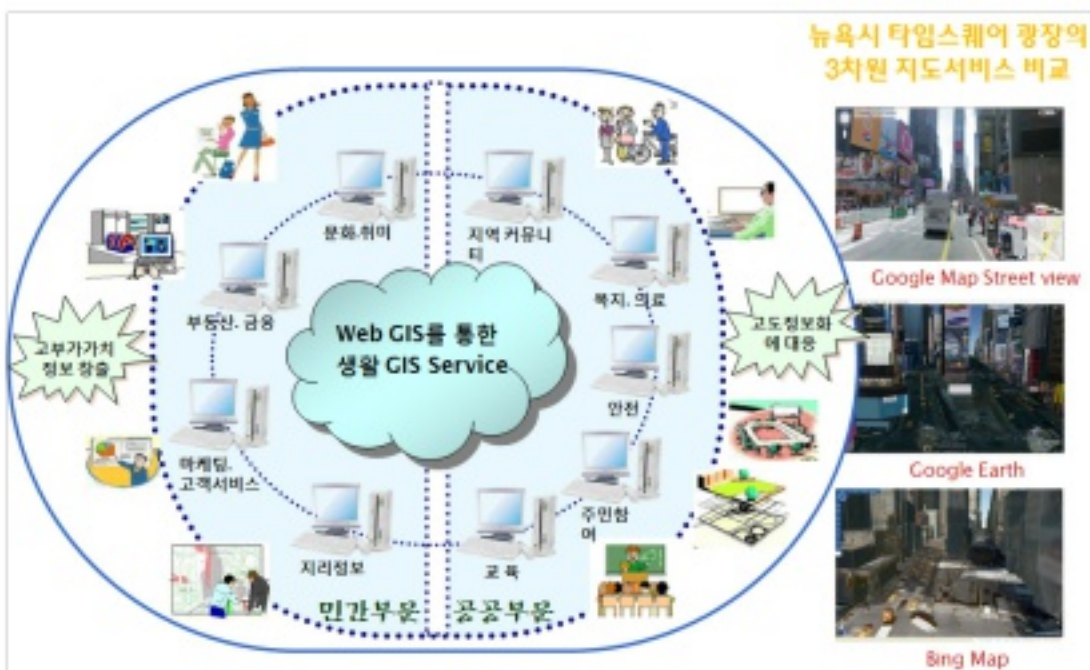 뉴욕시 타임스퀘어 광장의
3차원 지도서비스 비교
문화.취미
지역 커뮤니
티
부동산. 금융
복지. 의료
Web GIS를 통한
생활 GIS Service
고부가가치
정보 창출
고도정보화
에 대응
안전
마케팅.
고객서비스
주민참
여
지리정보
교육
민간부문
공공부문
Google Map Street view
Google Earth
Bing Map